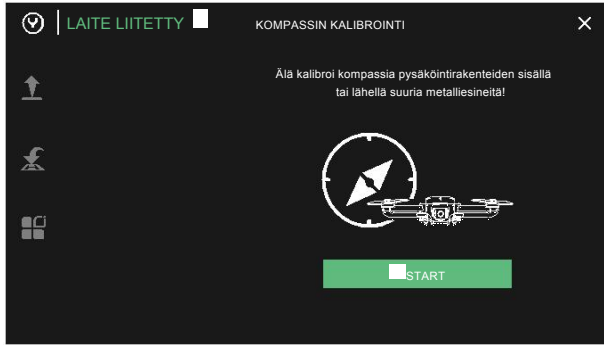 LAITE LIITETTY
KOMPASSIN KALIBROINTI
Älä kalibroi kompassia pysäköintirakenteiden sisällä
tai lähellä suuria metalliesineitä!
START